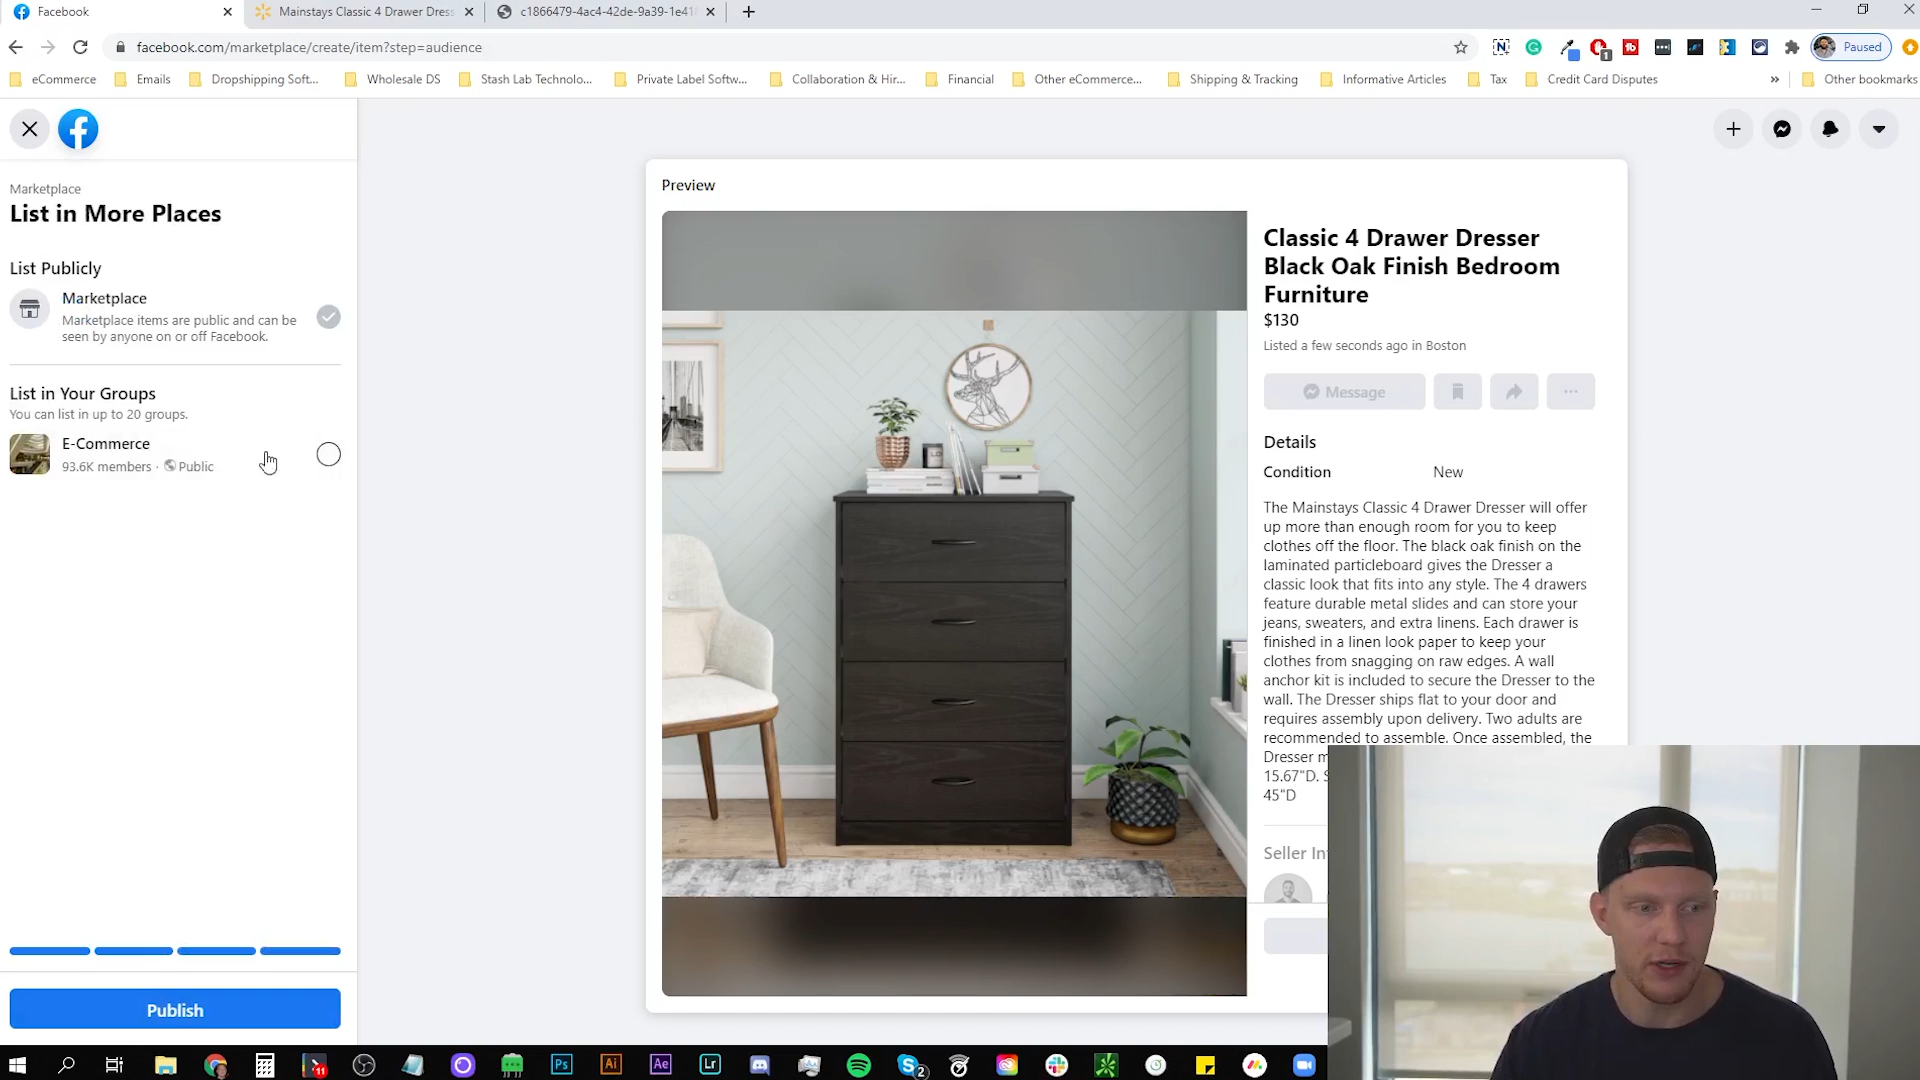 Facebook
Mainstays Classic 4 Drawer Dress
c1866479-4ac4-42de-9a39-1e41
facebook.com/marketplace/create/item?step=audience
Paused
eCommerce
Emails
Dropshipping Soft...
Wholesale DS
Stash Lab Technolo...
Private Label Softw...
Collaboration & Hir...
Financial
Other eCommerce...
Shipping & Tracking
Informative Articles
Tax
Credit Card Disputes
Other bookmarks
Marketplace
List in More Places
List Publicly
Marketplace
Marketplace items are public and can be
seen by anyone on or off Facebook.
List in Your Groups
You can list in up to 20 groups.
E-Commerce
93.6K members · Public
Publish
Preview
Classic 4 Drawer Dresser
Black Oak Finish Bedroom
Furniture
$130
Listed a few seconds ago in Boston
Message
Details
Condition New
The Mainstays Classic 4 Drawer Dresser will offer
up more than enough room for you to keep
clothes off the floor. The black oak finish on the
laminated particleboard gives the Dresser a
classic look that fits into any style. The 4 drawers
feature durable metal slides and can store your
jeans, sweaters, and extra linens. Each drawer is
finished in a linen look paper to keep your
clothes from snagging on raw edges. A wall
anchor kit is included to secure the Dresser to the
wall. The Dresser ships flat to your door and
requires assembly upon delivery. Two adults are
recommended to assemble. Once assembled, the
Dresser m
15.67"D. S
45"D
Seller In
Ps
Ai
Ae
Lr
11
2